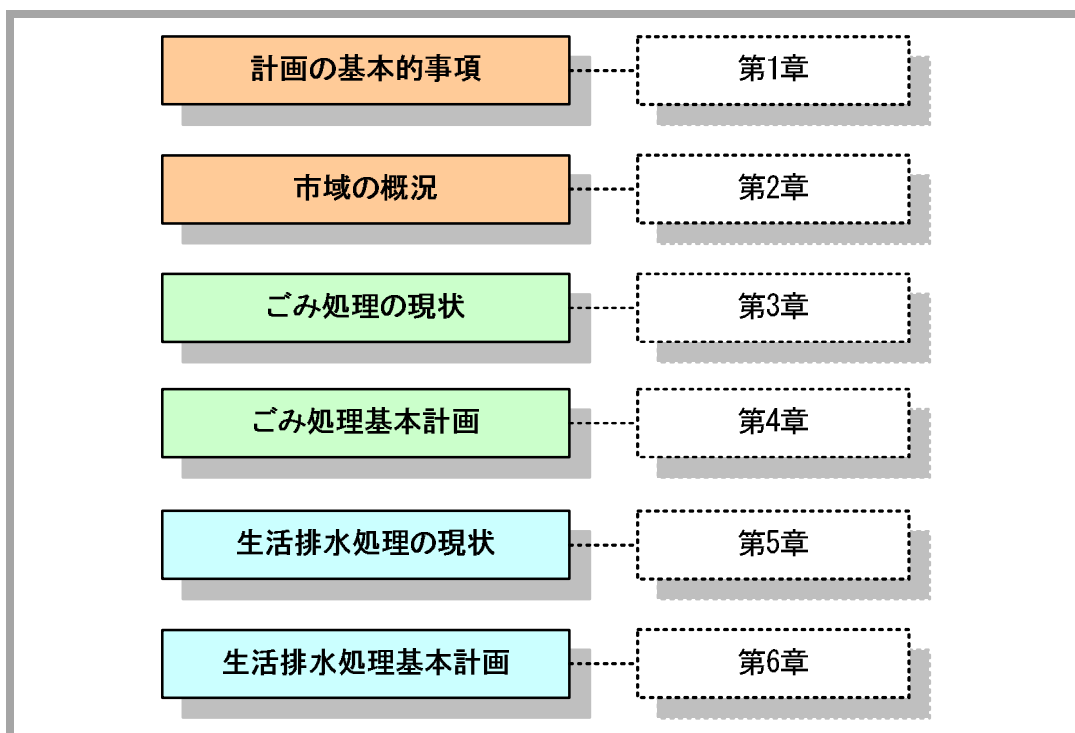 計画の基本的事項 第1章
市域の概況 第2章
ごみ処理の現状 第3章
ごみ処理基本計画 第4章
生活排水処理の現状 第5章
生活排水処理基本計画 第6章